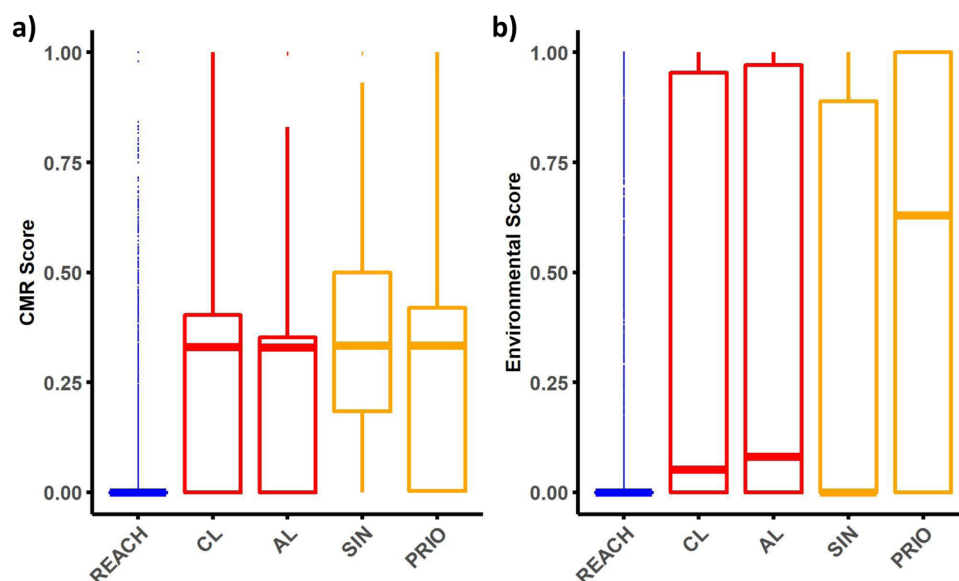 a)
CMR Score
1.00
0.75
0.50
0.25
0.00
REACH
CL
AL
SIN
PRIO
b)
Environmental Score
1.00
0.75
0.50
0.25
0.00
REACH
CL
AL
SIN
PRIO